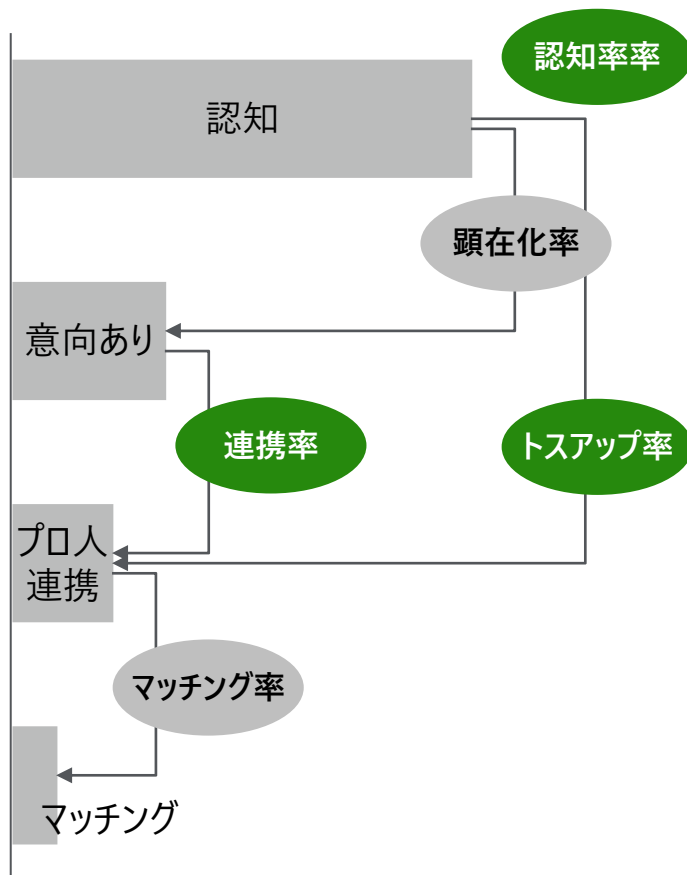 認知率率
認知
顕在化率
意向あり
連携率
トスアップ率
プロ人
連携
マッチング率
マッチング